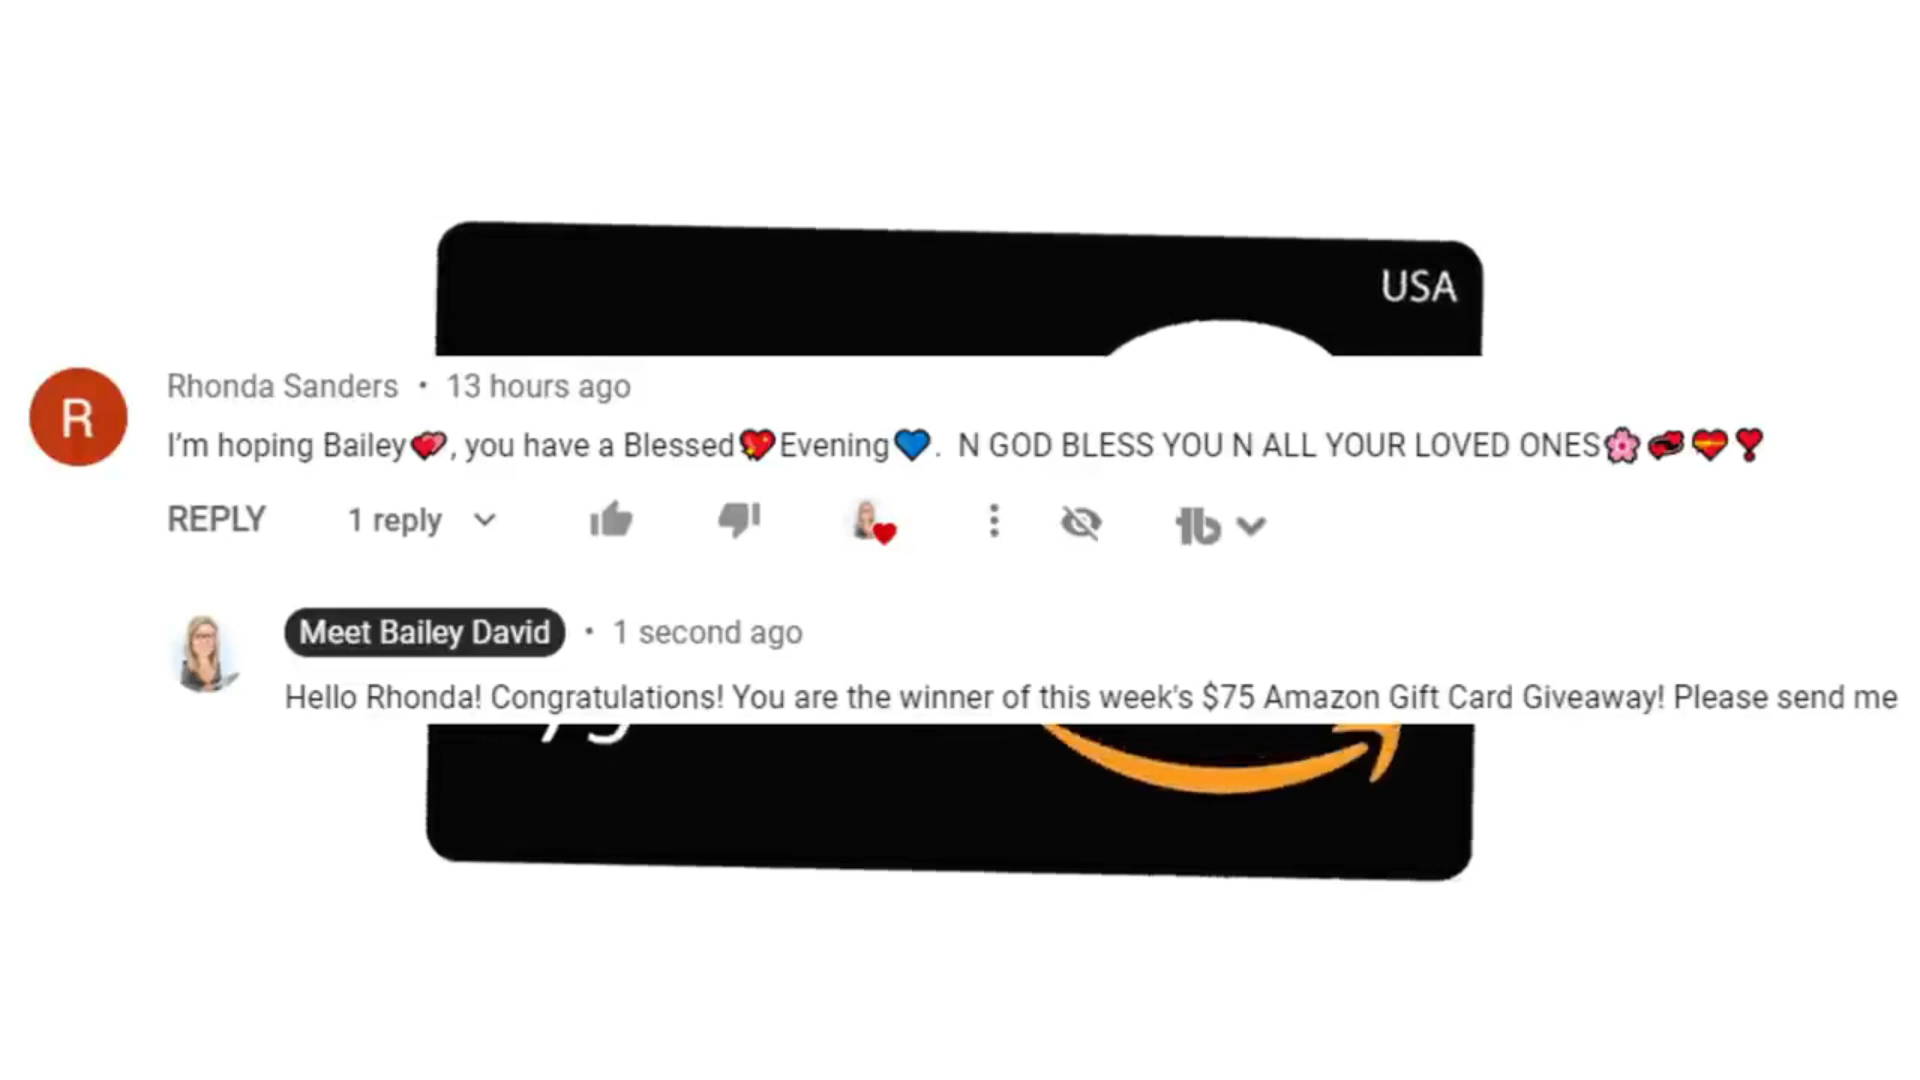 USA
R
Rhonda Sanders • 13 hours ago
I'm hoping Bailey💞, you have a Blessed💖Evening💙. N GOD BLESS YOU N ALL YOUR LOVED ONES🌸💞💝❣
REPLY 1 reply
Meet Bailey David • 1 second ago
Hello Rhonda! Congratulations! You are the winner of this week's $75 Amazon Gift Card Giveaway! Please send me